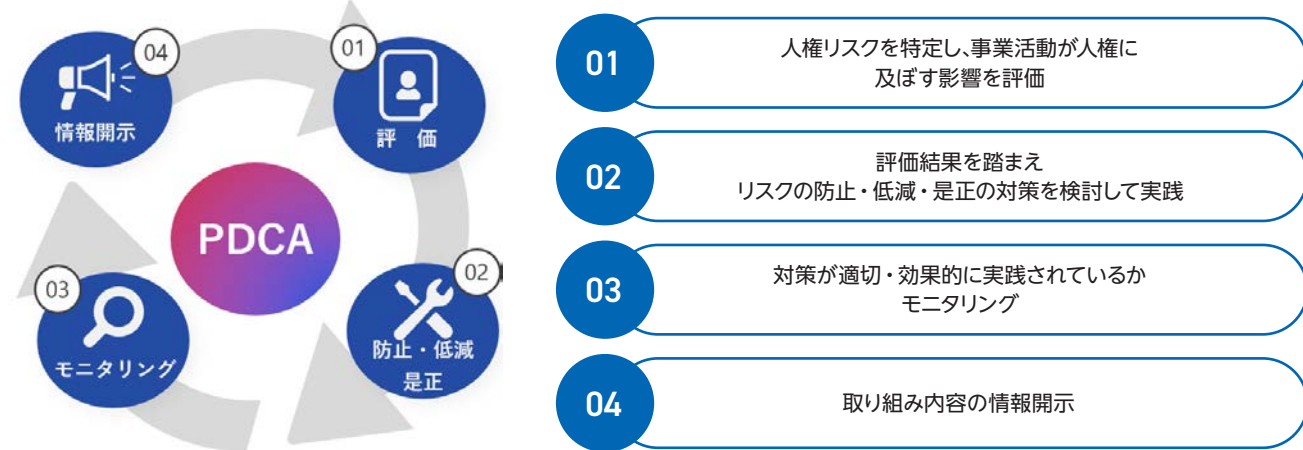 04
情報開示
01
評 価
PDCA
03
モニタリング
02
防止・低減
是正
01
人権リスクを特定し、事業活動が人権に
及ぼす影響を評価
02
評価結果を踏まえ
リスクの防止・低減・是正の対策を検討して実践
03
対策が適切・効果的に実践されているか
モニタリング
04
取り組み内容の情報開示